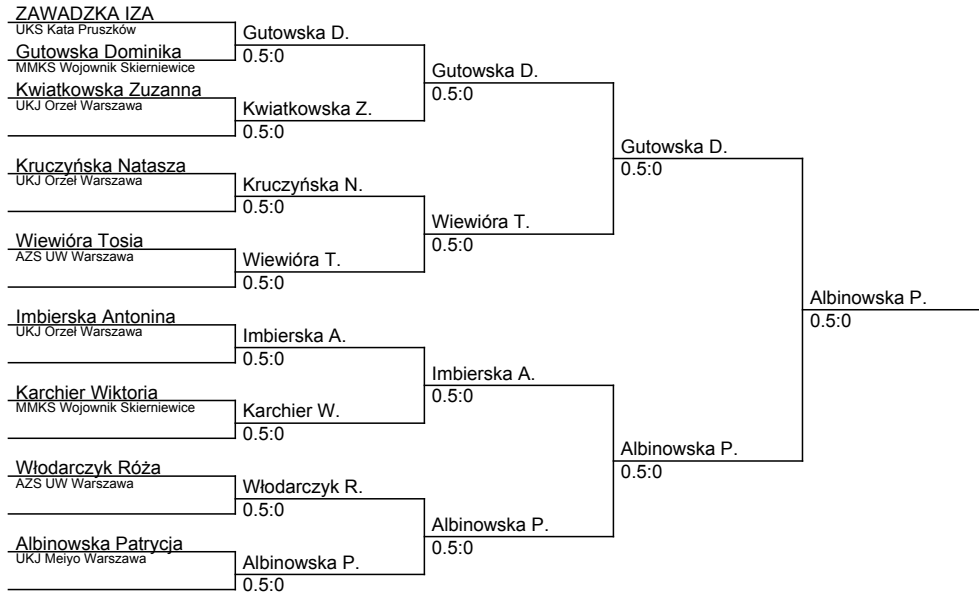 ZAWADZKA IZA
UKS Kata Pruszków
Gutowska D.
0.5:0
Gutowska Dominika
MMKS Wojownik Skierniewice
Gutowska D.
0.5:0
Kwiatkowska Zuzanna
UKJ Orzeł Warszawa
Kwiatkowska Z.
0.5:0
Gutowska D.
0.5:0
Kruczyńska Natasza
UKJ Orzeł Warszawa
Kruczyńska N.
0.5:0
Wiewióra T.
0.5:0
Wiewióra Tosia
AZS UW Warszawa
Wiewióra T.
0.5:0
Albinowska P.
0.5:0
Imbierska Antonina
UKJ Orzeł Warszawa
Imbierska A.
0.5:0
Imbierska A.
0.5:0
Karchier Wiktoria
MMKS Wojownik Skierniewice
Karchier W.
0.5:0
Albinowska P.
0.5:0
Włodarczyk Róża
AZS UW Warszawa
Włodarczyk R.
0.5:0
Albinowska P.
0.5:0
Albinowska Patrycja
UKJ Meiyo Warszawa
Albinowska P.
0.5:0